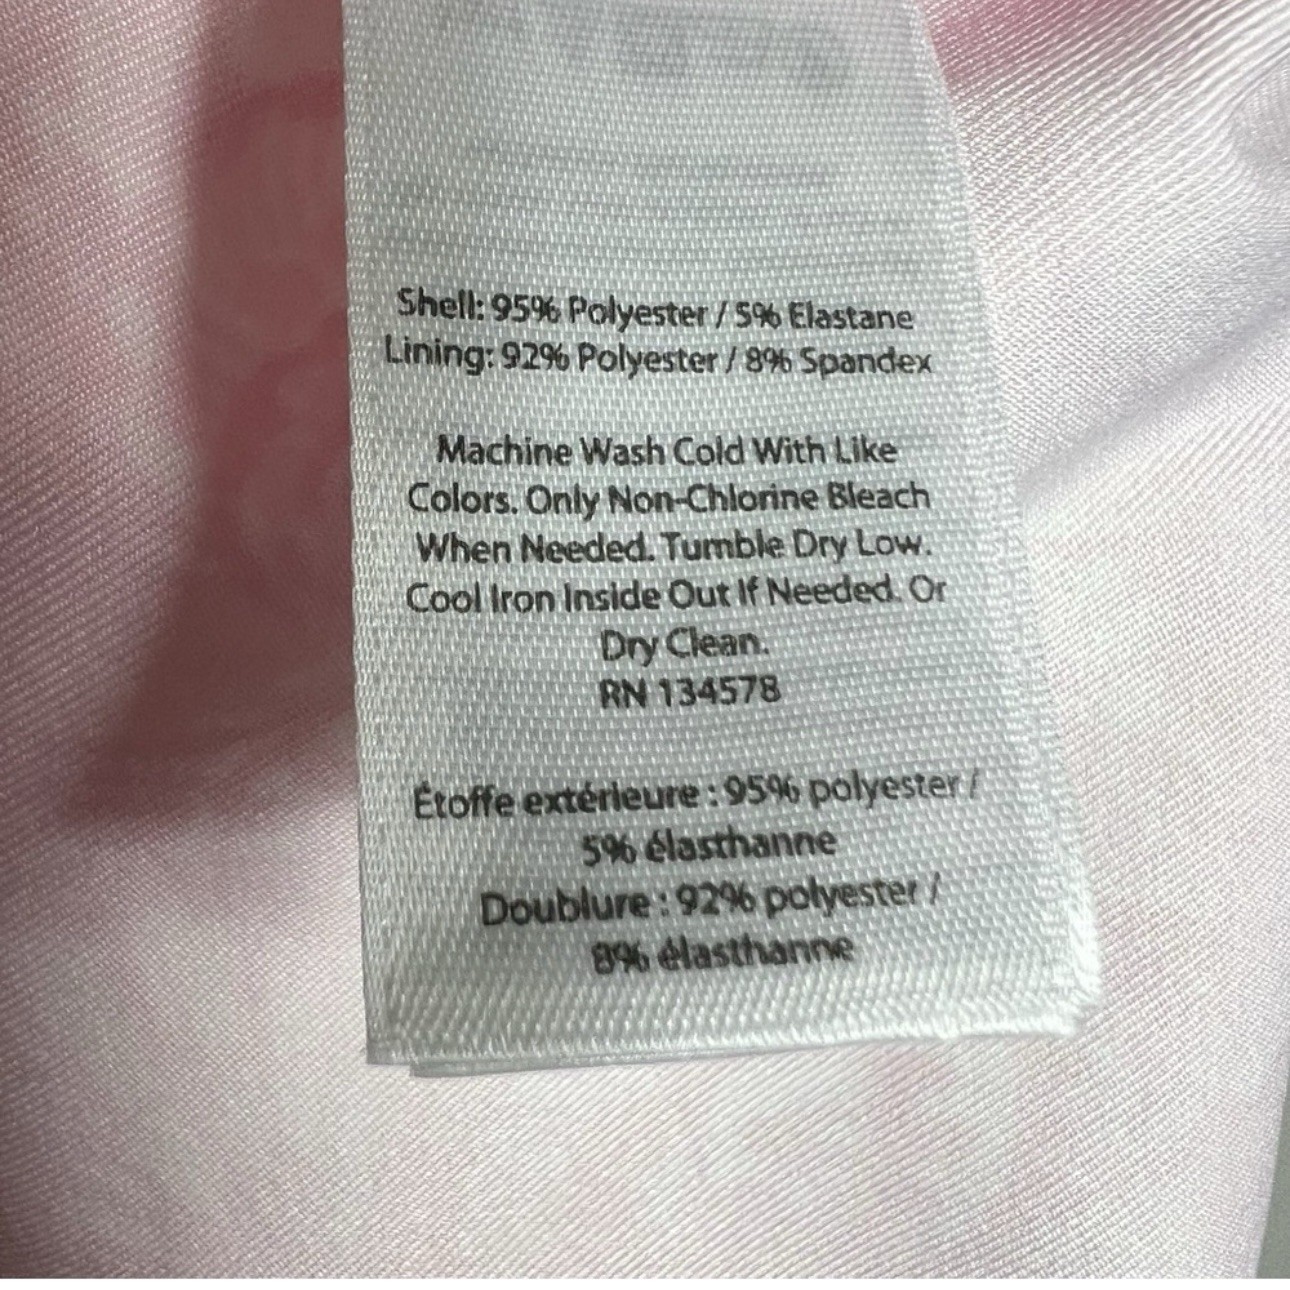 Shell: 95% Polyester / 5% Elastane
Lining: 92% Polyester / 8% Spandex
Machine Wash Cold With Like
Colors. Only Non-Chlorine Bleach
When Needed. Tumble Dry Low.
Cool Iron Inside Out If Needed. Or
Dry Clean.
RN 134578
Étoffe extérieure : 95% polyester /
5% élasthanne
Doublure : 92% polyester /
8% élasthanne